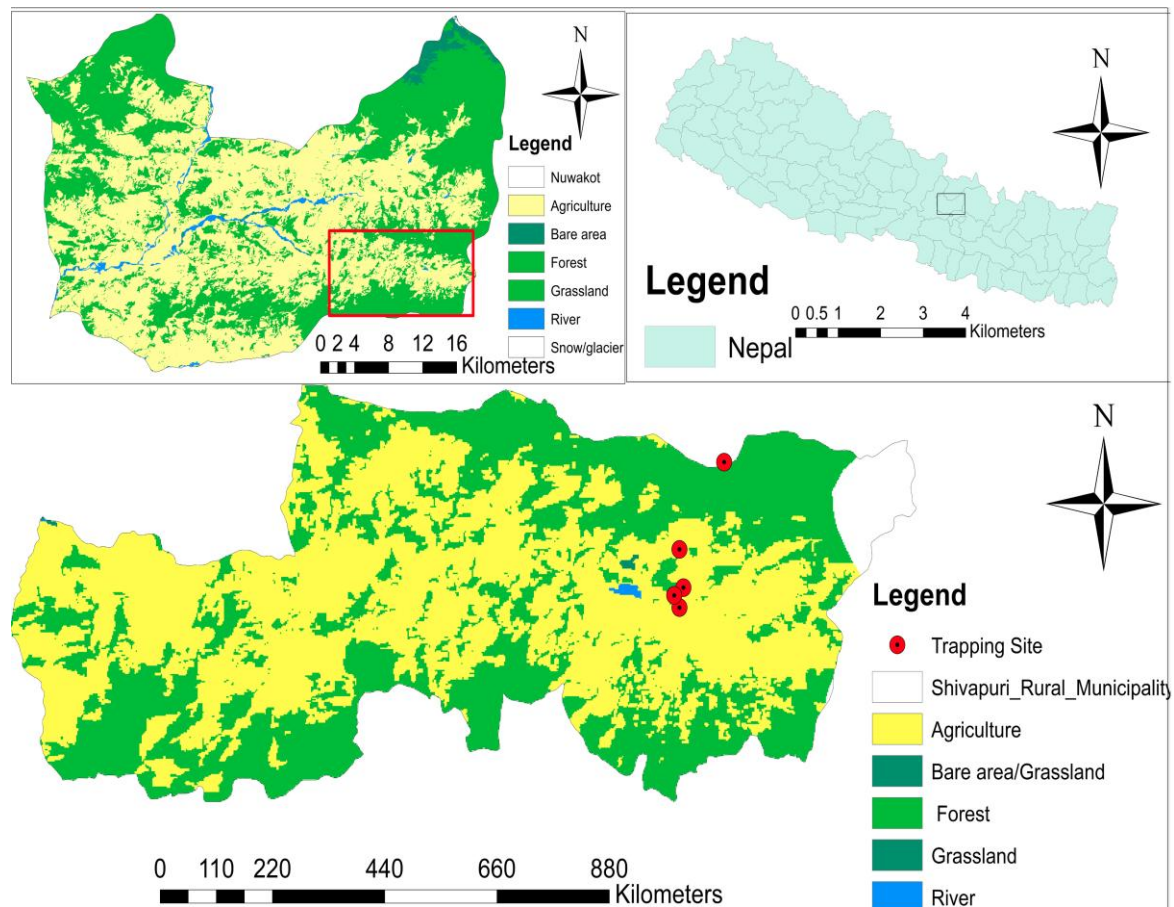 N
Legend
Nuwakot
Agriculture
Bare area
Forest
Grassland
River
Snow/glacier
0 2 4 8 12 16
Kilometers
N
Legend
Nepal
0 0.5 1 2 3 4
Kilometers
N
Legend
Trapping Site
Shivapuri_Rural_Municipality
Agriculture
Bare area/Grassland
Forest
Grassland
River
0 110 220 440 660 880
Kilometers